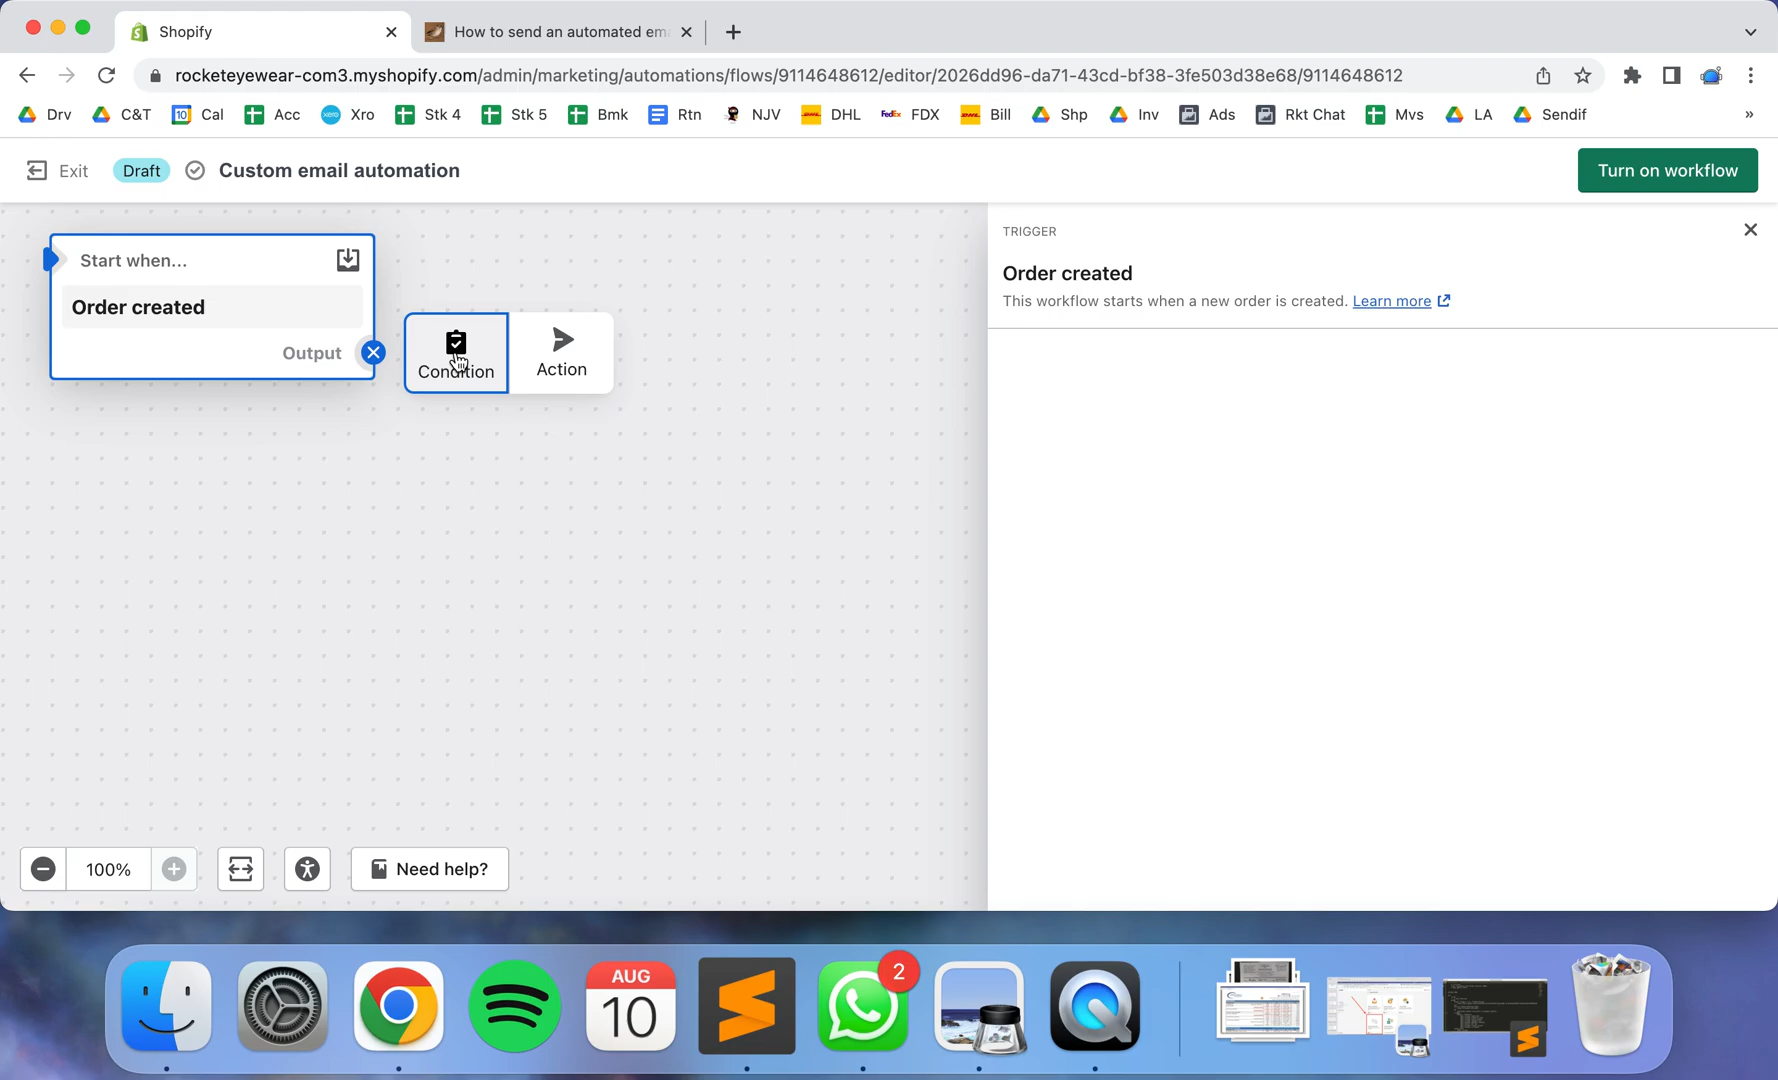 Shopify
How to send an automated em
rocketeyewear-com3.myshopify.com/admin/marketing/automations/flows/9114648612/editor/2026dd96-da71-43cd-bf38-3fe503d38e68/9114648612
Drv C&T Cal Acc Xro Stk 4 Stk 5 Bmk Rtn NJV DHL FDX Bill Shp Inv Ads Rkt Chat Mvs LA Sendif »
Exit Draft Custom email automation Turn on workflow
Start when...
Order created
Output
Condition
Action
TRIGGER
Order created
This workflow starts when a new order is created. Learn more
100% Need help?
AUG
10
2